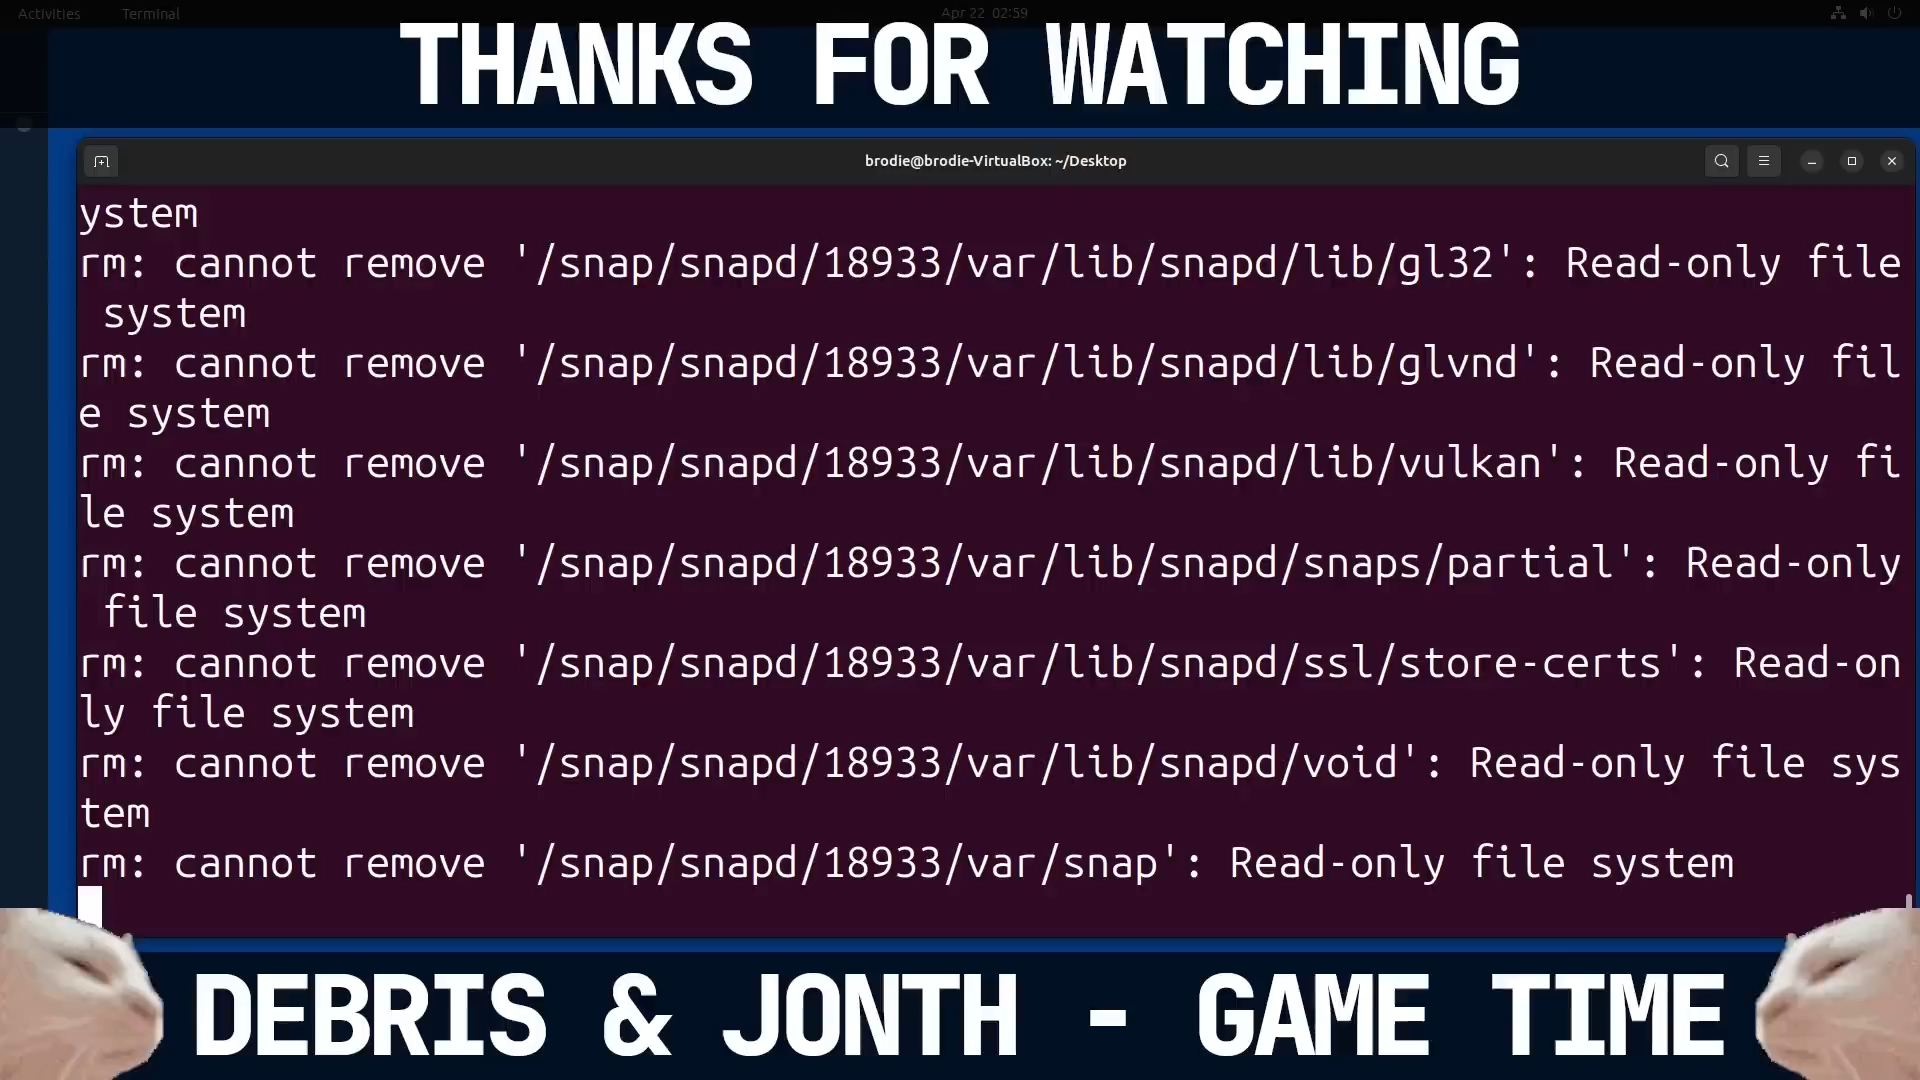 Activities Terminal Apr 22 02:59
THANKS FOR WATCHING
brodie@brodie-VirtualBox: ~/Desktop
ystem
rm: cannot remove '/snap/snapd/18933/var/lib/snapd/lib/gl32': Read-only file
 system
rm: cannot remove '/snap/snapd/18933/var/lib/snapd/lib/glvnd': Read-only fil
e system
rm: cannot remove '/snap/snapd/18933/var/lib/snapd/lib/vulkan': Read-only fi
le system
rm: cannot remove '/snap/snapd/18933/var/lib/snapd/snaps/partial': Read-only
 file system
rm: cannot remove '/snap/snapd/18933/var/lib/snapd/ssl/store-certs': Read-on
ly file system
rm: cannot remove '/snap/snapd/18933/var/lib/snapd/void': Read-only file sys
tem
rm: cannot remove '/snap/snapd/18933/var/snap': Read-only file system
DEBRIS & JONTH - GAME TIME